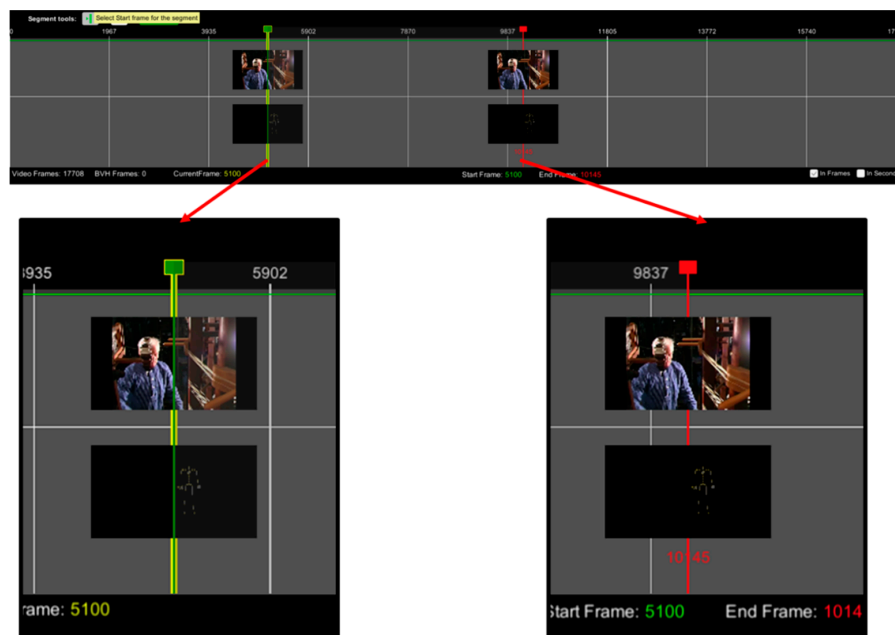 Segment tools: Select Start frame for the segment
0 1967 3935 5902 7870 9837 11805 13772 15740 17
Video Frames: 17708 BVH Frames: 0 CurrentFrame: 5100 Start Frame: 5100 End Frame: 10145 In Frames In Second
3935 5902
rame: 5100
9837
10145
Start Frame: 5100 End Frame: 1014